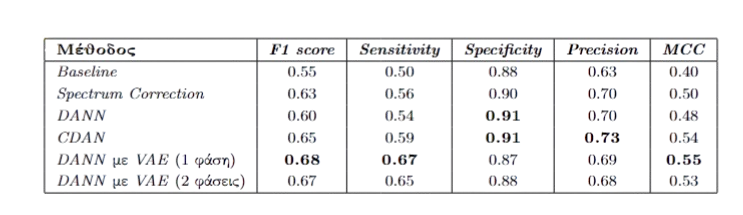 Μέθοδος F1 score Sensitivity Specificity Precision MCC
Baseline 0.55 0.50 0.88 0.63 0.40
Spectrum Correction 0.63 0.56 0.90 0.70 0.50
DANN 0.60 0.54 0.91 0.70 0.48
CDAN 0.65 0.59 0.91 0.73 0.54
DANN με VAE (1 φάση) 0.68 0.67 0.87 0.69 0.55
DANN με VAE (2 φάσεις) 0.67 0.65 0.88 0.68 0.53